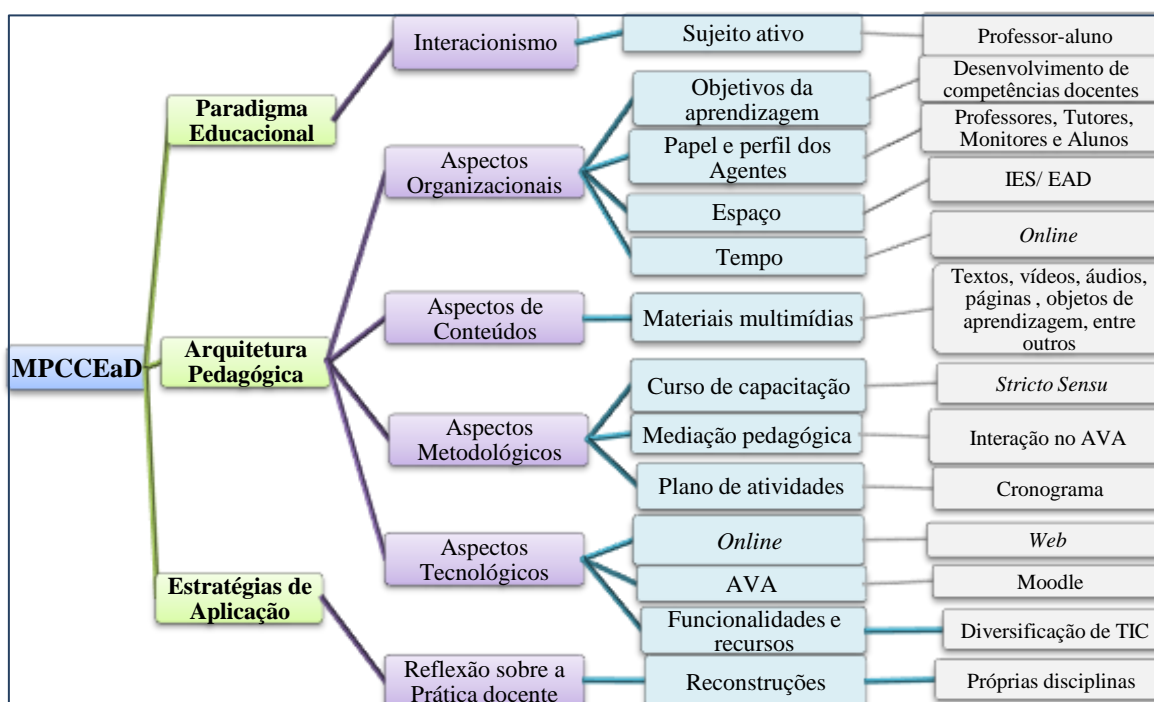 MPCCEaD
Paradigma
Educacional
Interacionismo
Sujeito ativo
Professor-aluno
Arquitetura
Pedagógica
Aspectos
Organizacionais
Objetivos da
aprendizagem
Desenvolvimento de
competências docentes
Papel e perfil dos
Agentes
Professores, Tutores,
Monitores e Alunos
Espaço
IES/ EAD
Tempo
Online
Aspectos de
Conteúdos
Materiais multimídias
Textos, vídeos, áudios,
páginas , objetos de
aprendizagem, entre
outros
Aspectos
Metodológicos
Curso de capacitação
Stricto Sensu
Mediação pedagógica
Interação no AVA
Plano de atividades
Cronograma
Aspectos
Tecnológicos
Online
Web
AVA
Moodle
Funcionalidades e
recursos
Diversificação de TIC
Estratégias de
Aplicação
Reflexão sobre a
Prática docente
Reconstruções
Próprias disciplinas